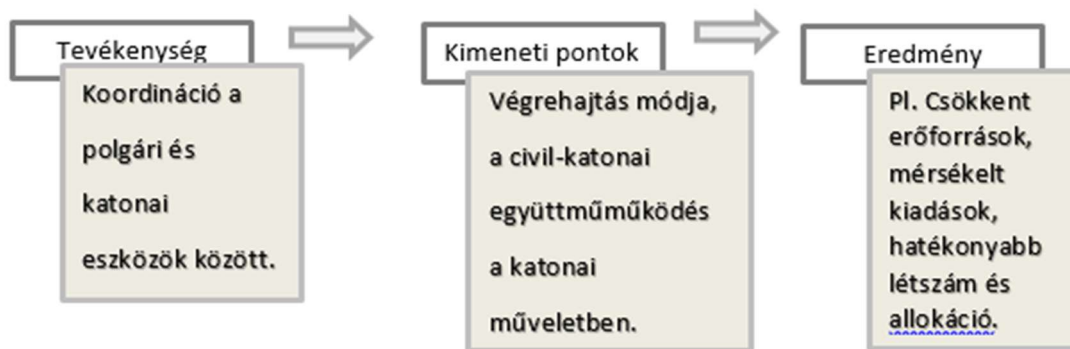 Tevékenység
Koordináció a
polgári és
katonai
eszközök között.
Kimeneti pontok
Végrehajtás módja,
a civil-katonai
együttműműködés
a katonai
műveletben.
Eredmény
Pl. Csökkent
erőforrások,
mérsékelt
kiadások,
hatékonyabb
létszám és
allokáció.